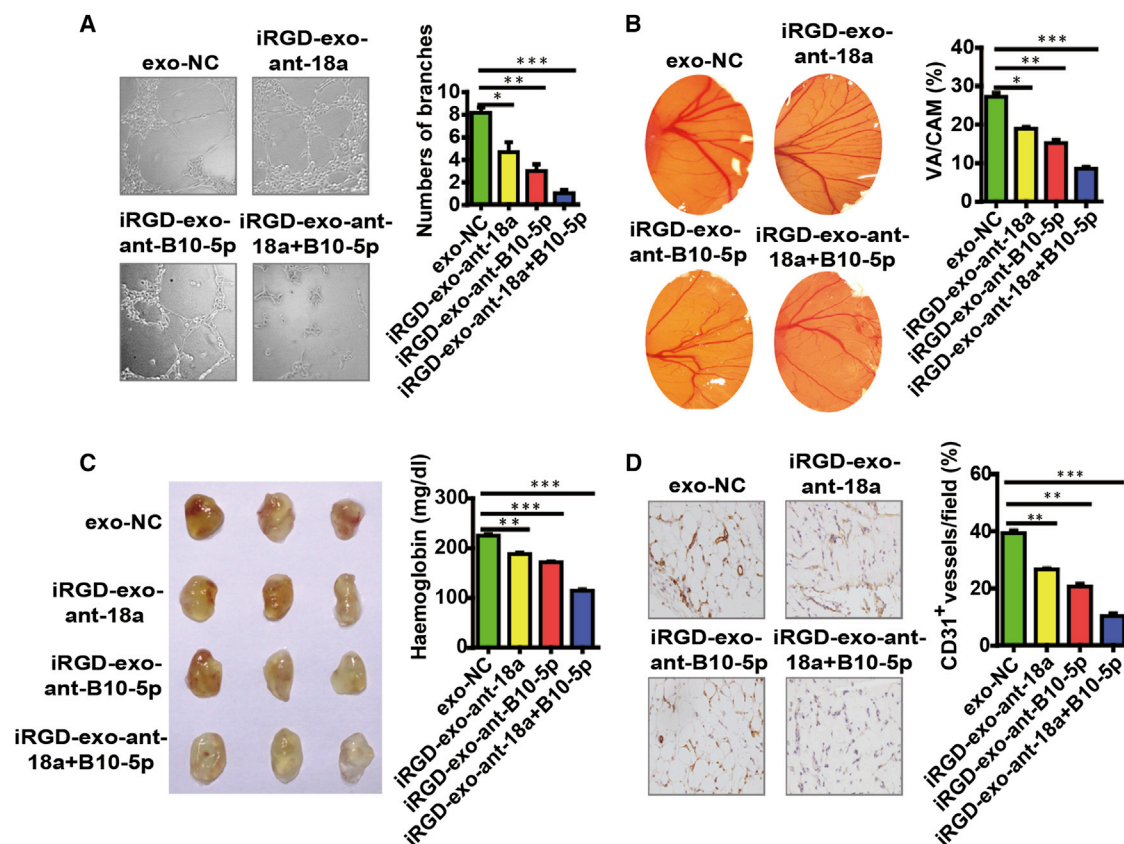 A
exo-NC
iRGD-exo-
ant-18a
iRGD-exo-
ant-B10-5p
iRGD-exo-ant-
18a+B10-5p
Numbers of branches
10
8
6
4
2
0
***
**
*
exo-NC
iRGD-exo-ant-18a
iRGD-exo-ant-B10-5p
iRGD-exo-ant-18a+B10-5p
B
exo-NC
iRGD-exo-
ant-18a
iRGD-exo-
ant-B10-5p
iRGD-exo-ant-
18a+B10-5p
VA/CAM (%)
40
30
20
10
0
***
**
*
exo-NC
iRGD-exo-ant-18a
iRGD-exo-ant-B10-5p
iRGD-exo-ant-18a+B10-5p
C
exo-NC
iRGD-exo-
ant-18a
iRGD-exo-
ant-B10-5p
iRGD-exo-ant-
18a+B10-5p
Haemoglobin (mg/dl)
300
200
100
0
***
***
**
exo-NC
iRGD-exo-ant-18a
iRGD-exo-ant-B10-5p
iRGD-exo-ant-18a+B10-5p
D
exo-NC
iRGD-exo-
ant-18a
iRGD-exo-
ant-B10-5p
iRGD-exo-ant-
18a+B10-5p
CD31+ vessels/field (%)
60
40
20
0
***
**
**
exo-NC
iRGD-exo-ant-18a
iRGD-exo-ant-B10-5p
iRGD-exo-ant-18a+B10-5p